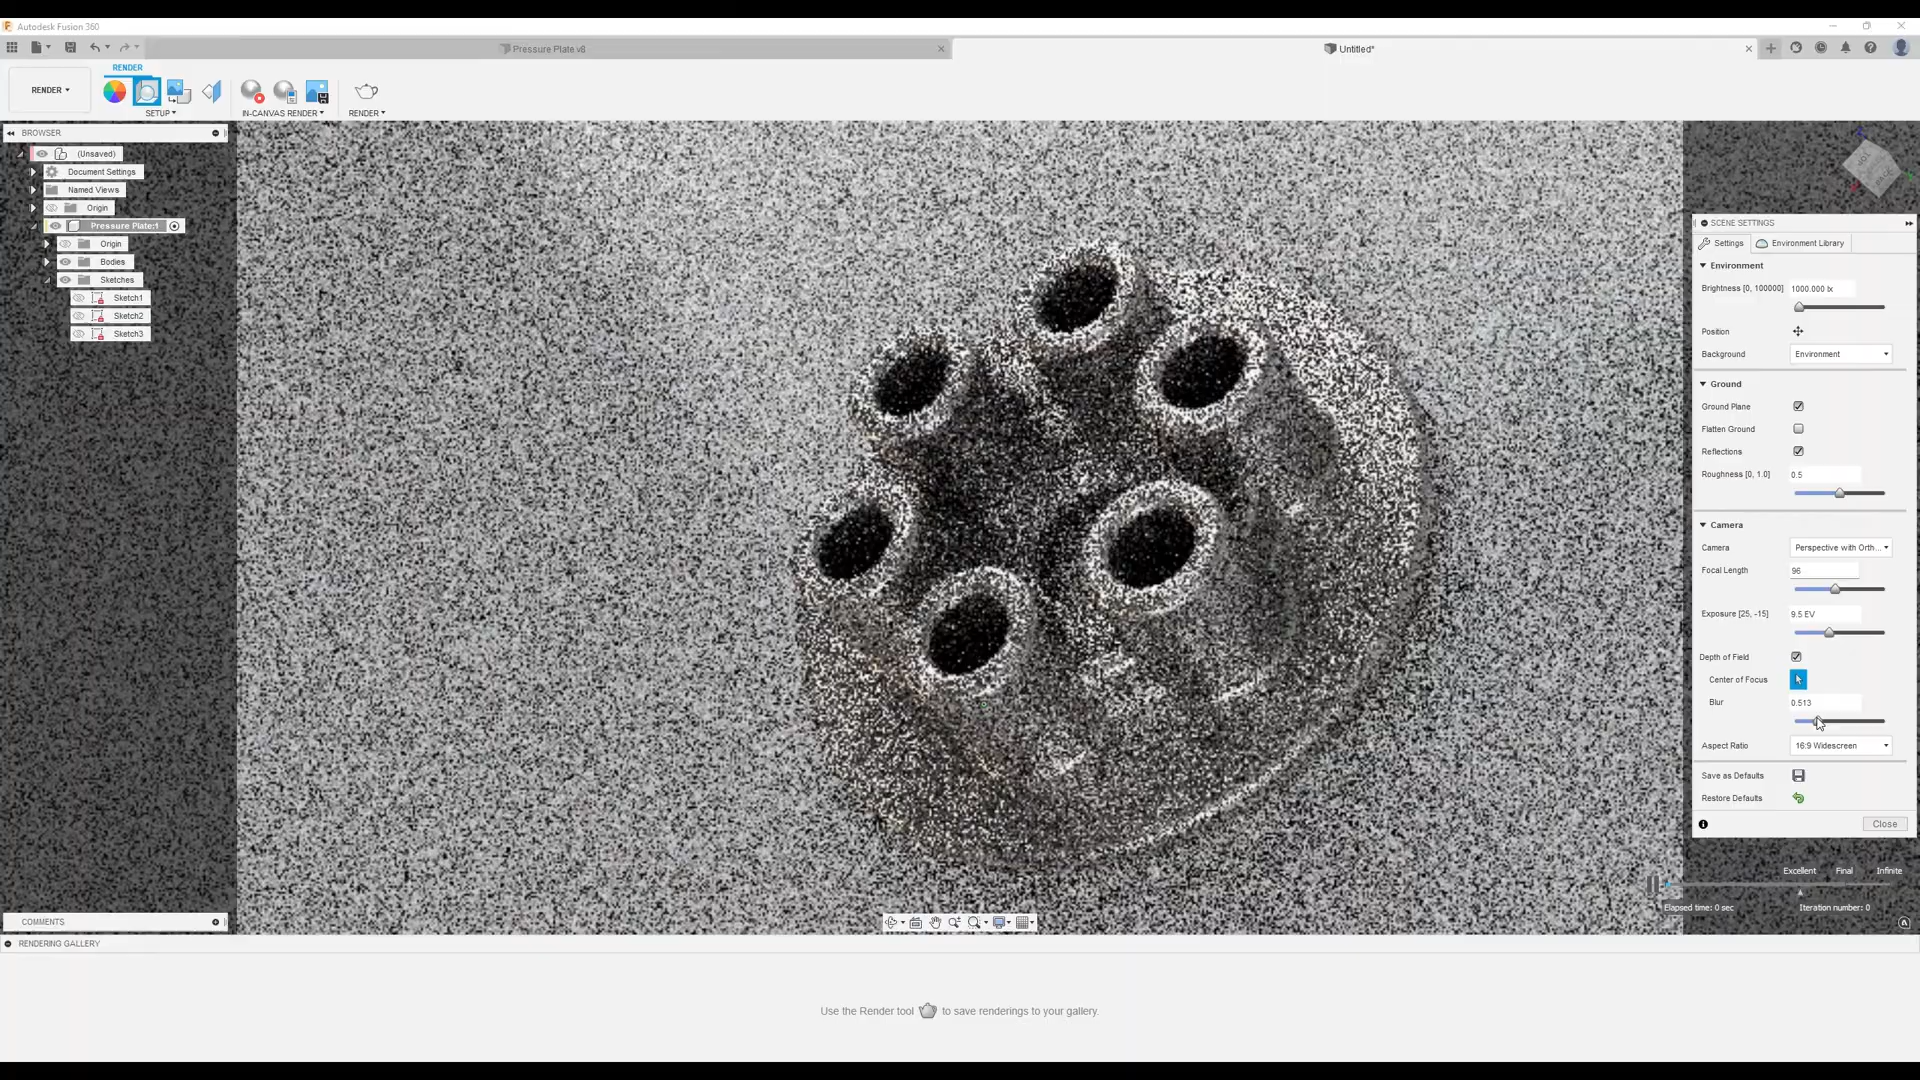 Autodesk Fusion 360
Pressure Plate v8
Untitled*
RENDER
RENDER
SETUP
IN-CANVAS RENDER
RENDER
BROWSER
(Unsaved)
Document Settings
Named Views
Origin
Pressure Plate:1
Origin
Bodies
Sketches
Sketch1
Sketch2
Sketch3
TOP
SCENE SETTINGS
Settings
Environment Library
Environment
Brightness [0, 100000] 1000.000 lx
Position
Background Environment
Ground
Ground Plane
Flatten Ground
Reflections
Roughness [0, 1.0] 0.5
Camera
Camera Perspective with Orth...
Focal Length 96
Exposure [25, -15] 9.5 EV
Depth of Field
Center of Focus
Blur 0.513
Aspect Ratio 16:9 Widescreen
Save as Defaults
Restore Defaults
Close
Excellent Final Infinite
Elapsed time: 0 sec Iteration number: 0
COMMENTS
RENDERING GALLERY
Use the Render tool to save renderings to your gallery.